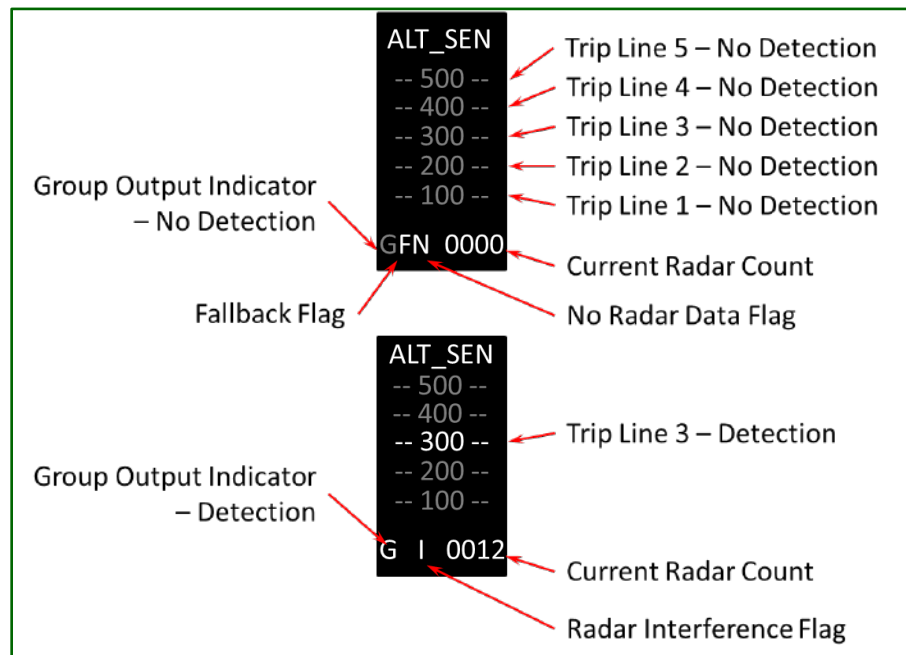 ALT_SEN
-- 500 --
-- 400 --
-- 300 --
-- 200 --
-- 100 --
GFN 0000
Trip Line 5 – No Detection
Trip Line 4 – No Detection
Trip Line 3 – No Detection
Trip Line 2 – No Detection
Trip Line 1 – No Detection
Group Output Indicator
– No Detection
Current Radar Count
Fallback Flag
No Radar Data Flag
ALT_SEN
-- 500 --
-- 400 --
-- 300 --
-- 200 --
-- 100 --
G I 0012
Trip Line 3 – Detection
Group Output Indicator
– Detection
Current Radar Count
Radar Interference Flag